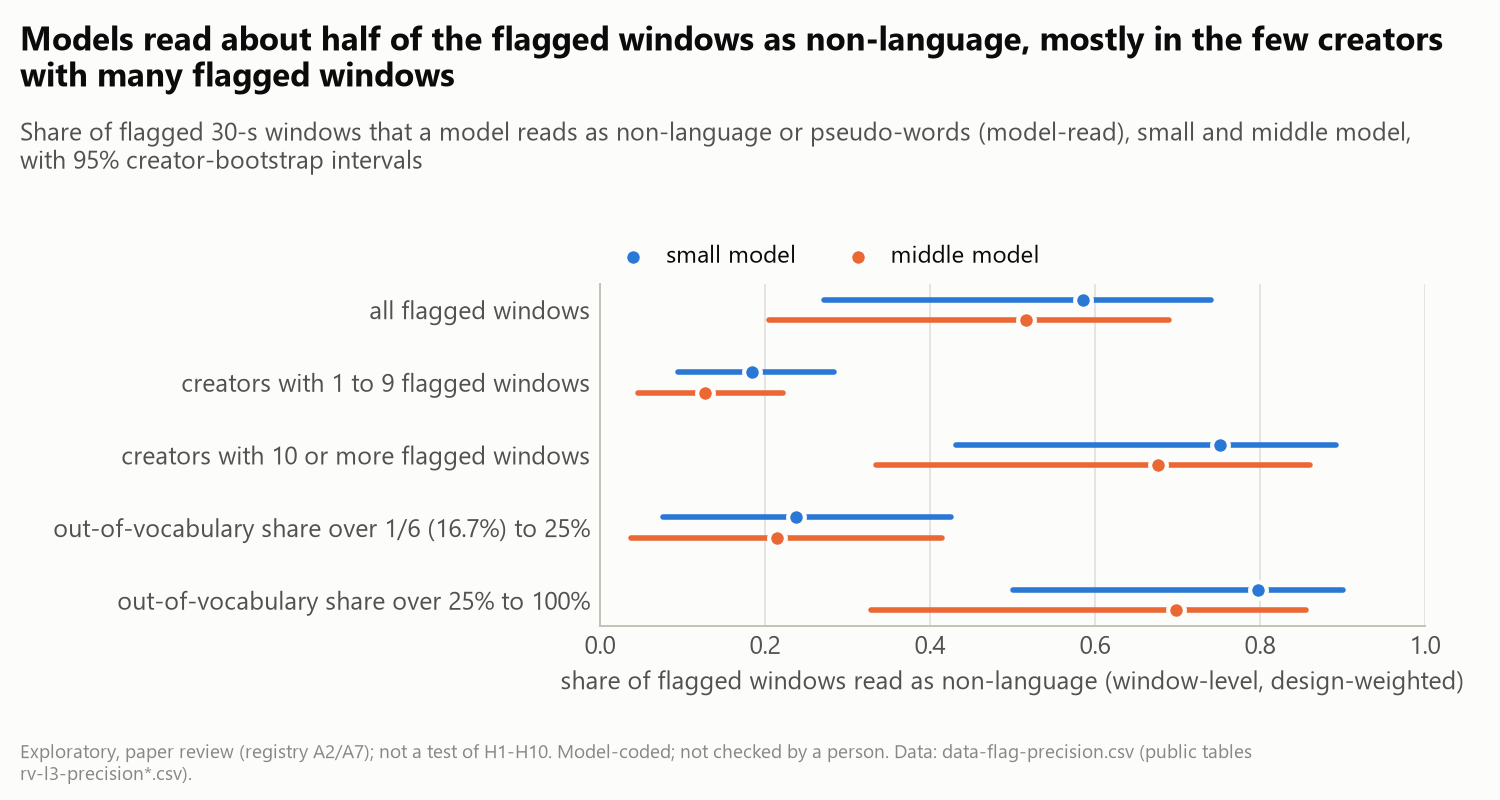 Models read about half of the flagged windows as non-language, mostly in the few creators
with many flagged windows
Share of flagged 30-s windows that a model reads as non-language or pseudo-words (model-read), small and middle model,
with 95% creator-bootstrap intervals
small model
middle model
all flagged windows
creators with 1 to 9 flagged windows
creators with 10 or more flagged windows
out-of-vocabulary share over 1/6 (16.7%) to 25%
out-of-vocabulary share over 25% to 100%
0.0 0.2 0.4 0.6 0.8 1.0
share of flagged windows read as non-language (window-level, design-weighted)
Exploratory, paper review (registry A2/A7); not a test of H1-H10. Model-coded; not checked by a person. Data: data-flag-precision.csv (public tables
rv-l3-precision*.csv).